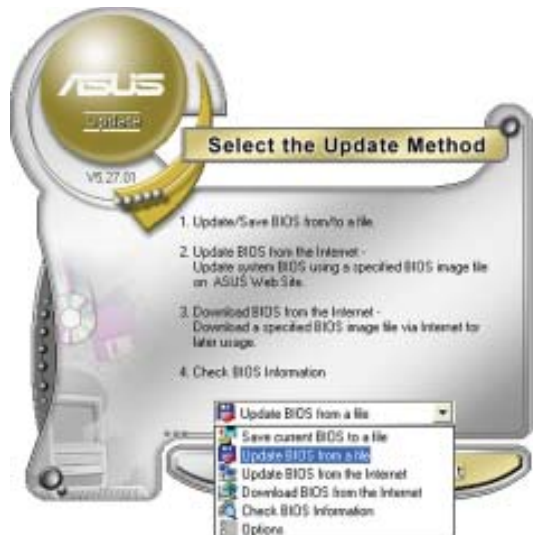 ASUS
Update
V5.27.01
Select the Update Method
1. Update/Save BIOS from/to a file
2. Update BIOS from the Internet -
Update system BIOS using a specified BIOS image file
on ASUS Web Site.
3. Download BIOS from the Internet -
Download a specified BIOS image file via Internet for
later usage.
4. Check BIOS Information
Update BIOS from a file
Save current BIOS to a file
Update BIOS from a file
Update BIOS from the Internet
Download BIOS from the Internet
Check BIOS Information
Options